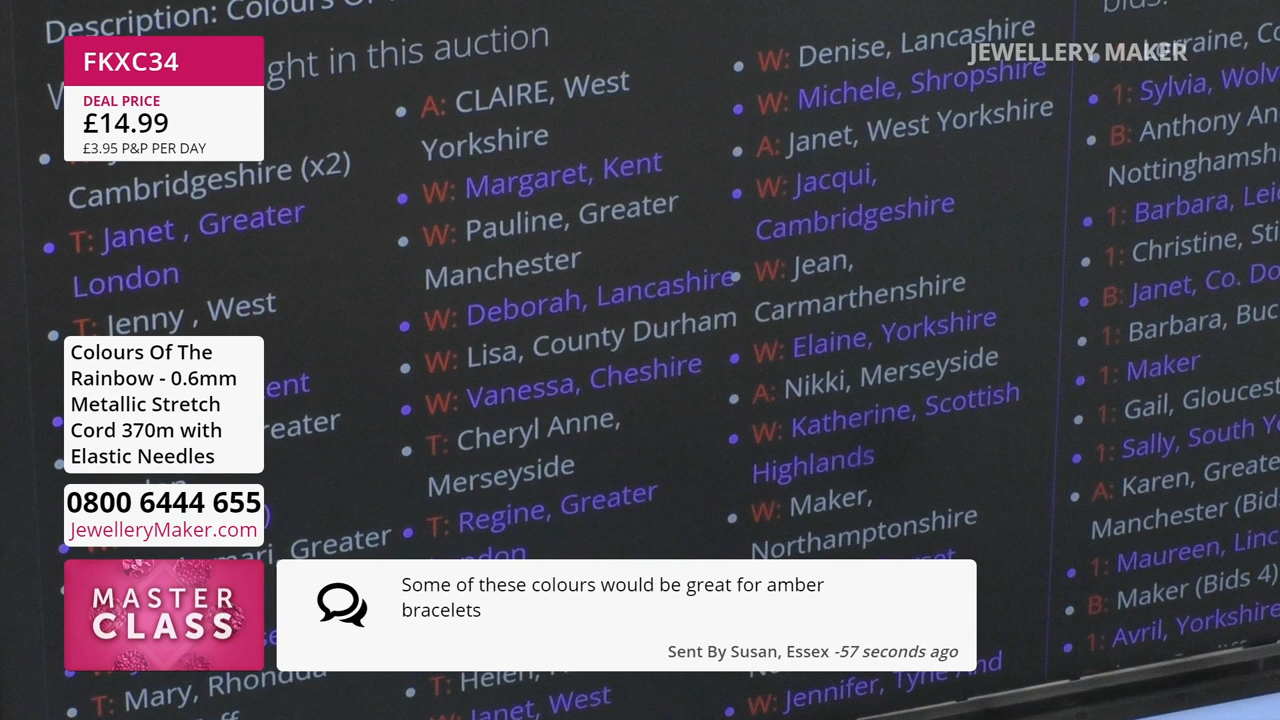 Description: Colours
ght in this auction
bids.
FKXC34
DEAL PRICE
£14.99
£3.95 P&P PER DAY
JEWELLERY MAKER
Cambridgeshire (x2)
T: Janet , Greater
London
T: Jenny , West
ent
reater
Greater
T: Mary, Rhondda
A: CLAIRE, West
Yorkshire
W: Margaret, Kent
W: Pauline, Greater
Manchester
W: Deborah, Lancashire
W: Lisa, County Durham
W: Vanessa, Cheshire
T: Cheryl Anne,
Merseyside
T: Regine, Greater
T: Helen,
Janet, West
W: Denise, Lancashire
W: Michele, Shropshire
A: Janet, West Yorkshire
W: Jacqui,
Cambridgeshire
W: Jean,
Carmarthenshire
W: Elaine, Yorkshire
A: Nikki, Merseyside
W: Katherine, Scottish
Highlands
W: Maker,
Northamptonshire
W: Jennifer, Tyne And
1: Sylvia, Wolv
B: Anthony An
Nottinghamsh
1: Barbara, Lei
1: Christine, Sti
B: Janet, Co. Do
1: Barbara, Buc
1: Maker
1: Gail, Gloucest
1: Sally, South Y
A: Karen, Greate
Manchester (Bid
1: Maureen, Linc
B: Maker (Bids 4)
1: Avril, Yorkshire
Colours Of The
Rainbow - 0.6mm
Metallic Stretch
Cord 370m with
Elastic Needles
0800 6444 655
JewelleryMaker.com
MASTER
CLASS
Some of these colours would be great for amber
bracelets
Sent By Susan, Essex -57 seconds ago